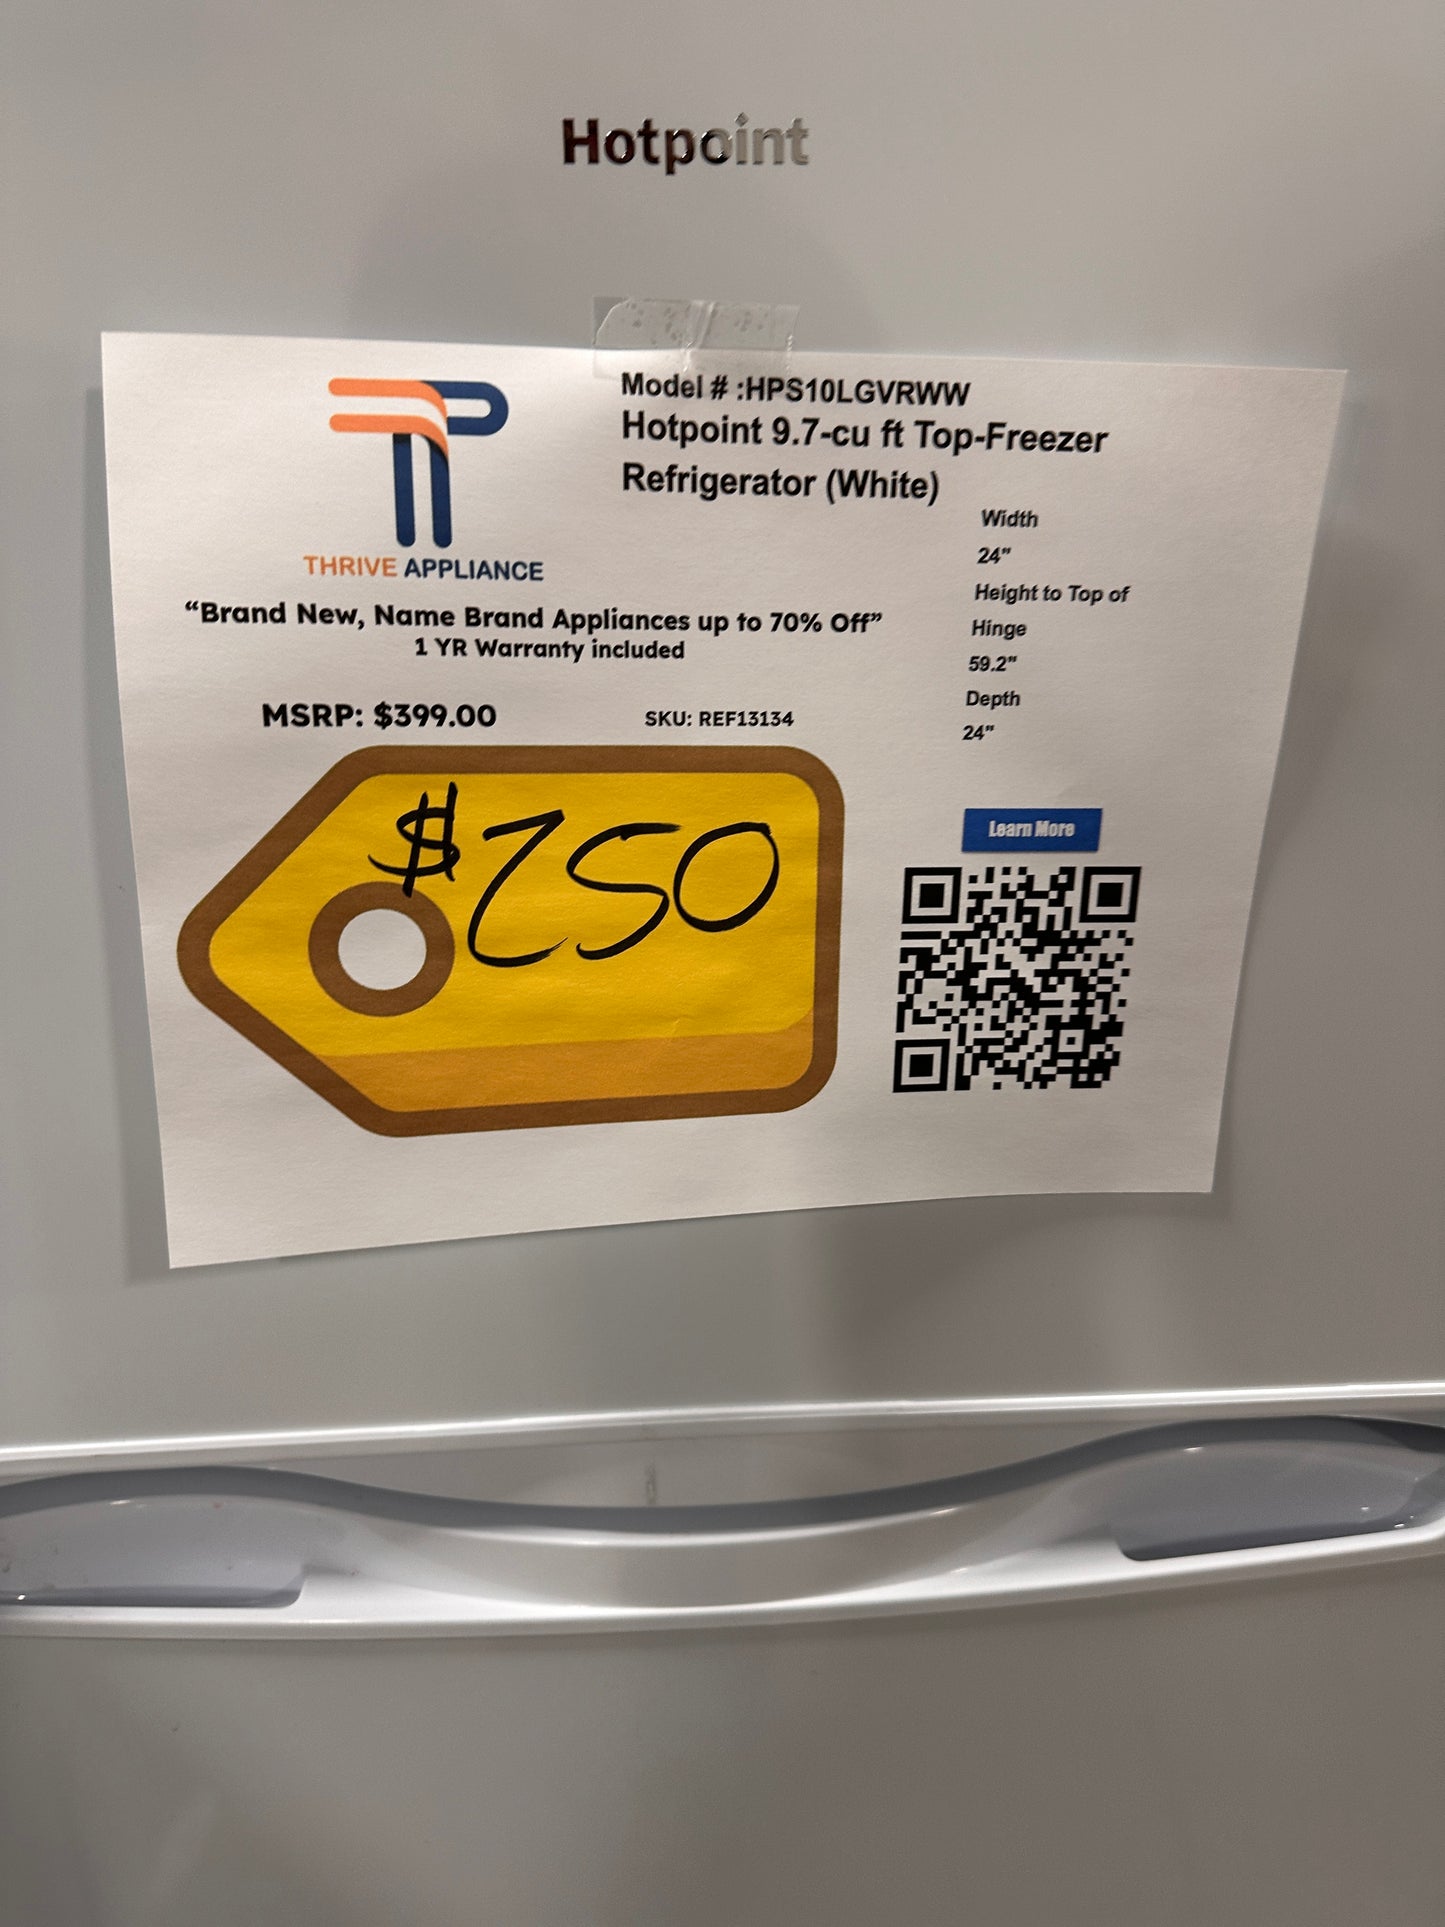 Hotpoint
THRIVE APPLIANCE
"Brand New, Name Brand Appliances up to 70% Off"
1 YR Warranty included
MSRP: $399.00
SKU: REF13134
$250
Model # :HPS10LGVRWW
Hotpoint 9.7-cu ft Top-Freezer
Refrigerator (White)
Width
24"
Height to Top of
Hinge
59.2"
Depth
24"
Learn More